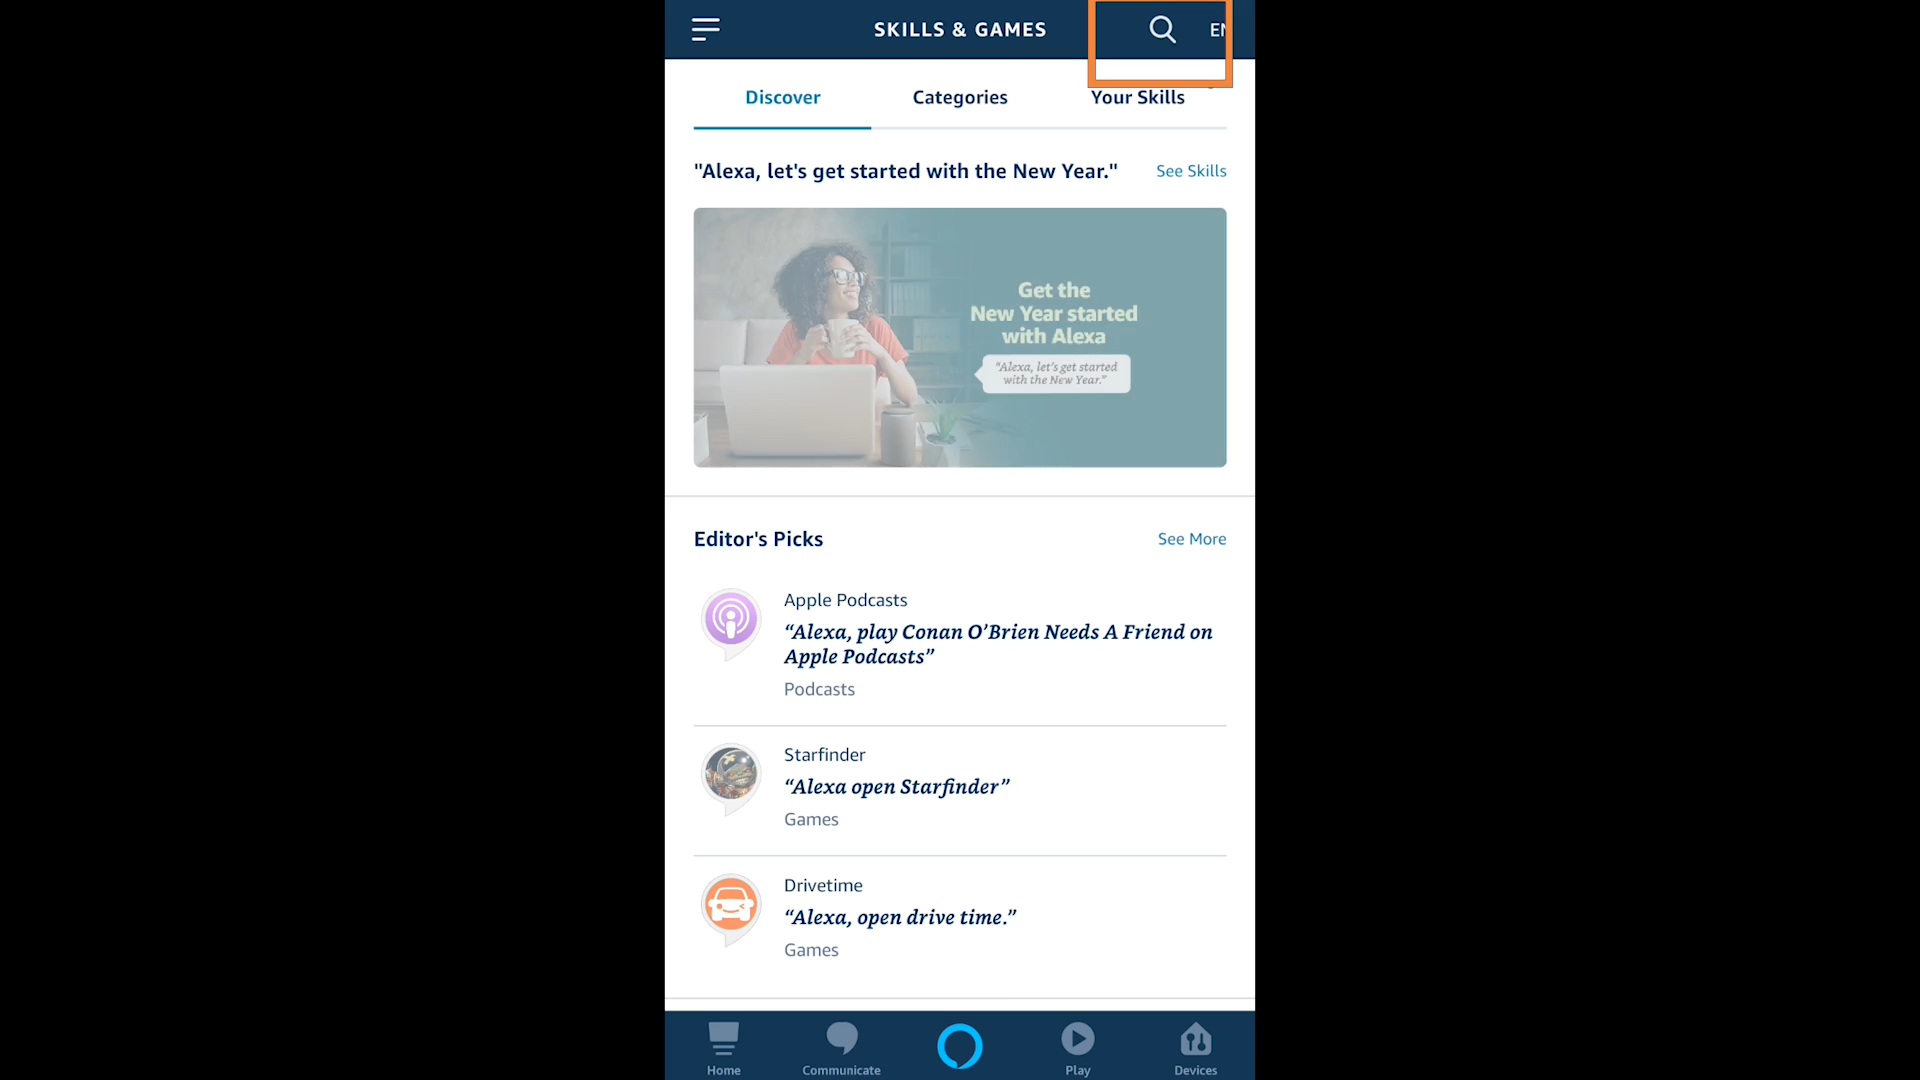 SKILLS & GAMES
EN
Discover
Categories
Your Skills
"Alexa, let's get started with the New Year."
See Skills
Get the
New Year started
with Alexa
“Alexa, let's get started
with the New Year.”
Editor's Picks
See More
Apple Podcasts
“Alexa, play Conan O’Brien Needs A Friend on
Apple Podcasts”
Podcasts
Starfinder
“Alexa open Starfinder”
Games
Drivetime
“Alexa, open drive time.”
Games
Home
Communicate
Play
Devices